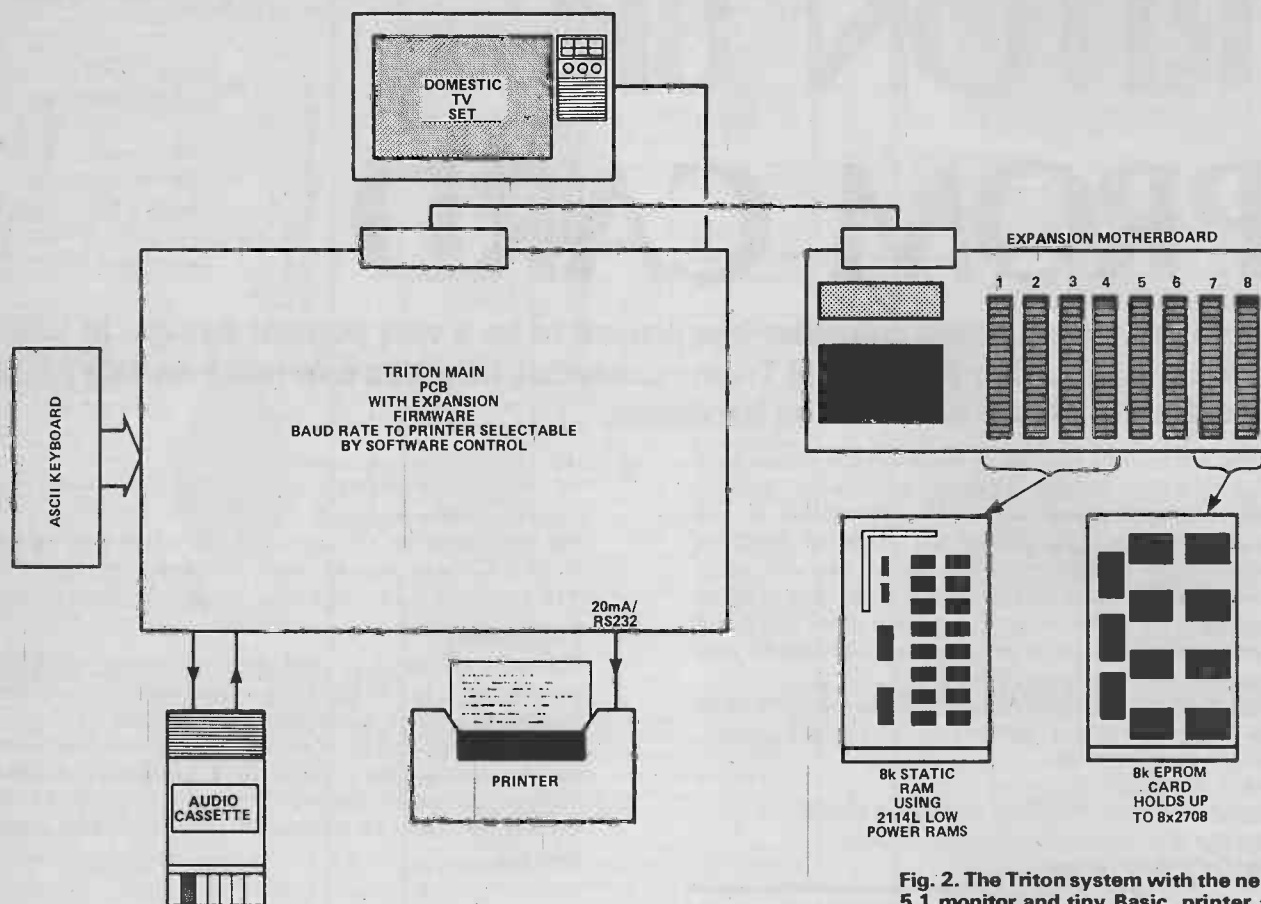 DOMESTIC
TV
SET
EXPANSION MOTHERBOARD
1 2 3 4 5 6 7 8
ASCII KEYBOARD
TRITON MAIN
PCB
WITH EXPANSION
FIRMWARE
BAUD RATE TO PRINTER SELECTABLE
BY SOFTWARE CONTROL
20mA/
RS232
AUDIO
CASSETTE
PRINTER
8k STATIC
RAM
USING
2114L LOW
POWER RAMS
8k EPROM
CARD
HOLDS UP
TO 8x2708
Fig. 2. The Triton system with the ne
5.1 monitor and tiny Basic, printer